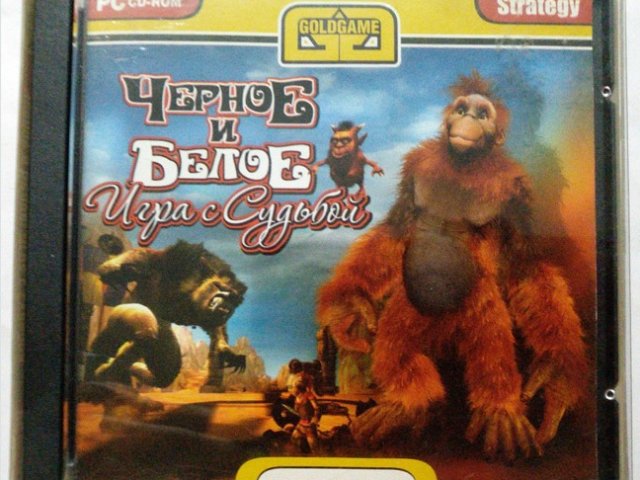 PC CD-ROM
Strategy
GOLDGAME
ЧЕРНОЕ
И
БЕЛОЕ
Игра с Судьбой